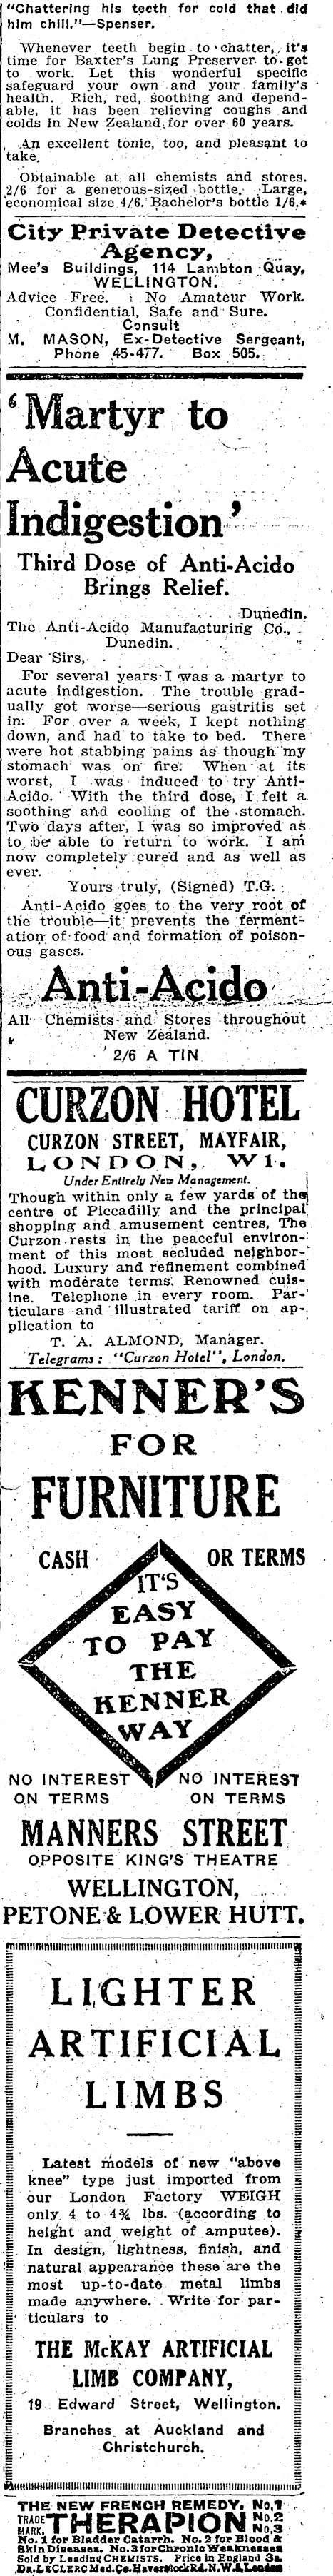 "Chattering his teeth for cold that did
him chill."—Spenser.
Whenever teeth begin to chatter, it's
time for Baxter's Lung Preserver to get
to work. Let this wonderful specific
safeguard your own and your family's
health. Rich, red, soothing and depend-
able, it has been relieving coughs and
colds in New Zealand for over 60 years.
An excellent tonic, too, and pleasant to
take.
Obtainable at all chemists and stores.
2/6 for a generous-sized bottle. Large,
economical size 4/6. Bachelor's bottle 1/6.*
City Private Detective
Agency,
Mee's Buildings, 114 Lambton Quay,
WELLINGTON.
Advice Free. : No Amateur Work.
Confidential, Safe and Sure.
Consult
M. MASON, Ex-Detective Sergeant,
Phone 45-477. Box 505.
'Martyr to
Acute
Indigestion'
Third Dose of Anti-Acido
Brings Relief.
Dunedin.
The Anti-Acido Manufacturing Co.,
Dunedin.
Dear Sirs,
For several years I was a martyr to
acute indigestion. The trouble grad-
ually got worse—serious gastritis set
in. For over a week, I kept nothing
down, and had to take to bed. There
were hot stabbing pains as though my
stomach was on fire. When at its
worst, I was induced to try Anti-
Acido. With the third dose, I felt a
soothing and cooling of the stomach.
Two days after, I was so improved as
to be able to return to work. I am
now completely cured and as well as
ever.
Yours truly, (Signed) T.G.
Anti-Acido goes to the very root of
the trouble—it prevents the ferment-
ation of food and formation of poison-
ous gases.
Anti-Acido
All Chemists and Stores throughout
New Zealand.
2/6 A TIN
CURZON HOTEL
CURZON STREET, MAYFAIR,
LONDON, W1.
Under Entirely New Management.
Though within only a few yards of the
centre of Piccadilly and the principal
shopping and amusement centres, The
Curzon rests in the peaceful environ-
ment of this most secluded neighbor-
hood. Luxury and refinement combined
with moderate terms. Renowned cuis-
ine. Telephone in every room. Par-
ticulars and illustrated tariff on ap-
plication to
T. A. ALMOND, Manager.
Telegrams: "Curzon Hotel", London.
KENNER'S
FOR
FURNITURE
CASH OR TERMS
IT'S
EASY
TO PAY
THE
KENNER
WAY
NO INTEREST NO INTEREST
ON TERMS ON TERMS
MANNERS STREET
OPPOSITE KING'S THEATRE
WELLINGTON,
PETONE & LOWER HUTT.
LIGHTER
ARTIFICIAL
LIMBS
Latest models of new "above
knee" type just imported from
our London Factory WEIGH
only 4 to 4¾ lbs. (according to
height and weight of amputee).
In design, lightness, finish, and
natural appearance these are the
most up-to-date metal limbs
made anywhere. Write for par-
ticulars to
THE McKAY ARTIFICIAL
LIMB COMPANY,
19 Edward Street, Wellington.
Branches at Auckland and
Christchurch.
THE NEW FRENCH REMEDY. No.1
TRADE MARK. THERAPION No.2
No.3
No. 1 for Bladder Catarrh. No. 2 for Blood &
Skin Diseases. No. 3 for Chronic Weaknesses
Sold by Leading CHEMISTS. Price in England 3s.
DR. LE CLERC Med. Co. Haverstock Rd. N.W.5, London